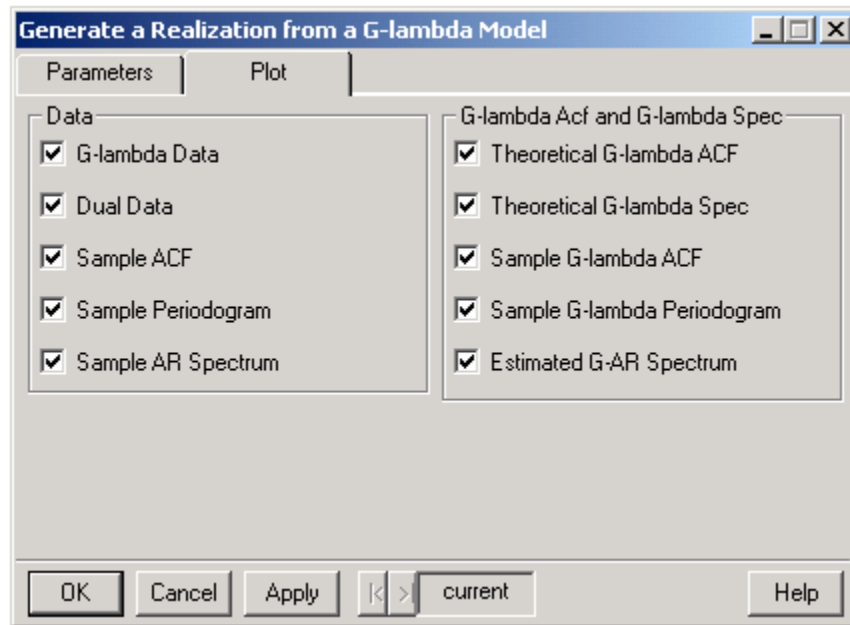 Generate a Realization from a G-lambda Model
Parameters
Plot
Data
G-lambda Data
Dual Data
Sample ACF
Sample Periodogram
Sample AR Spectrum
G-lambda Acf and G-lambda Spec
Theoretical G-lambda ACF
Theoretical G-lambda Spec
Sample G-lambda ACF
Sample G-lambda Periodogram
Estimated G-AR Spectrum
OK
Cancel
Apply
current
Help